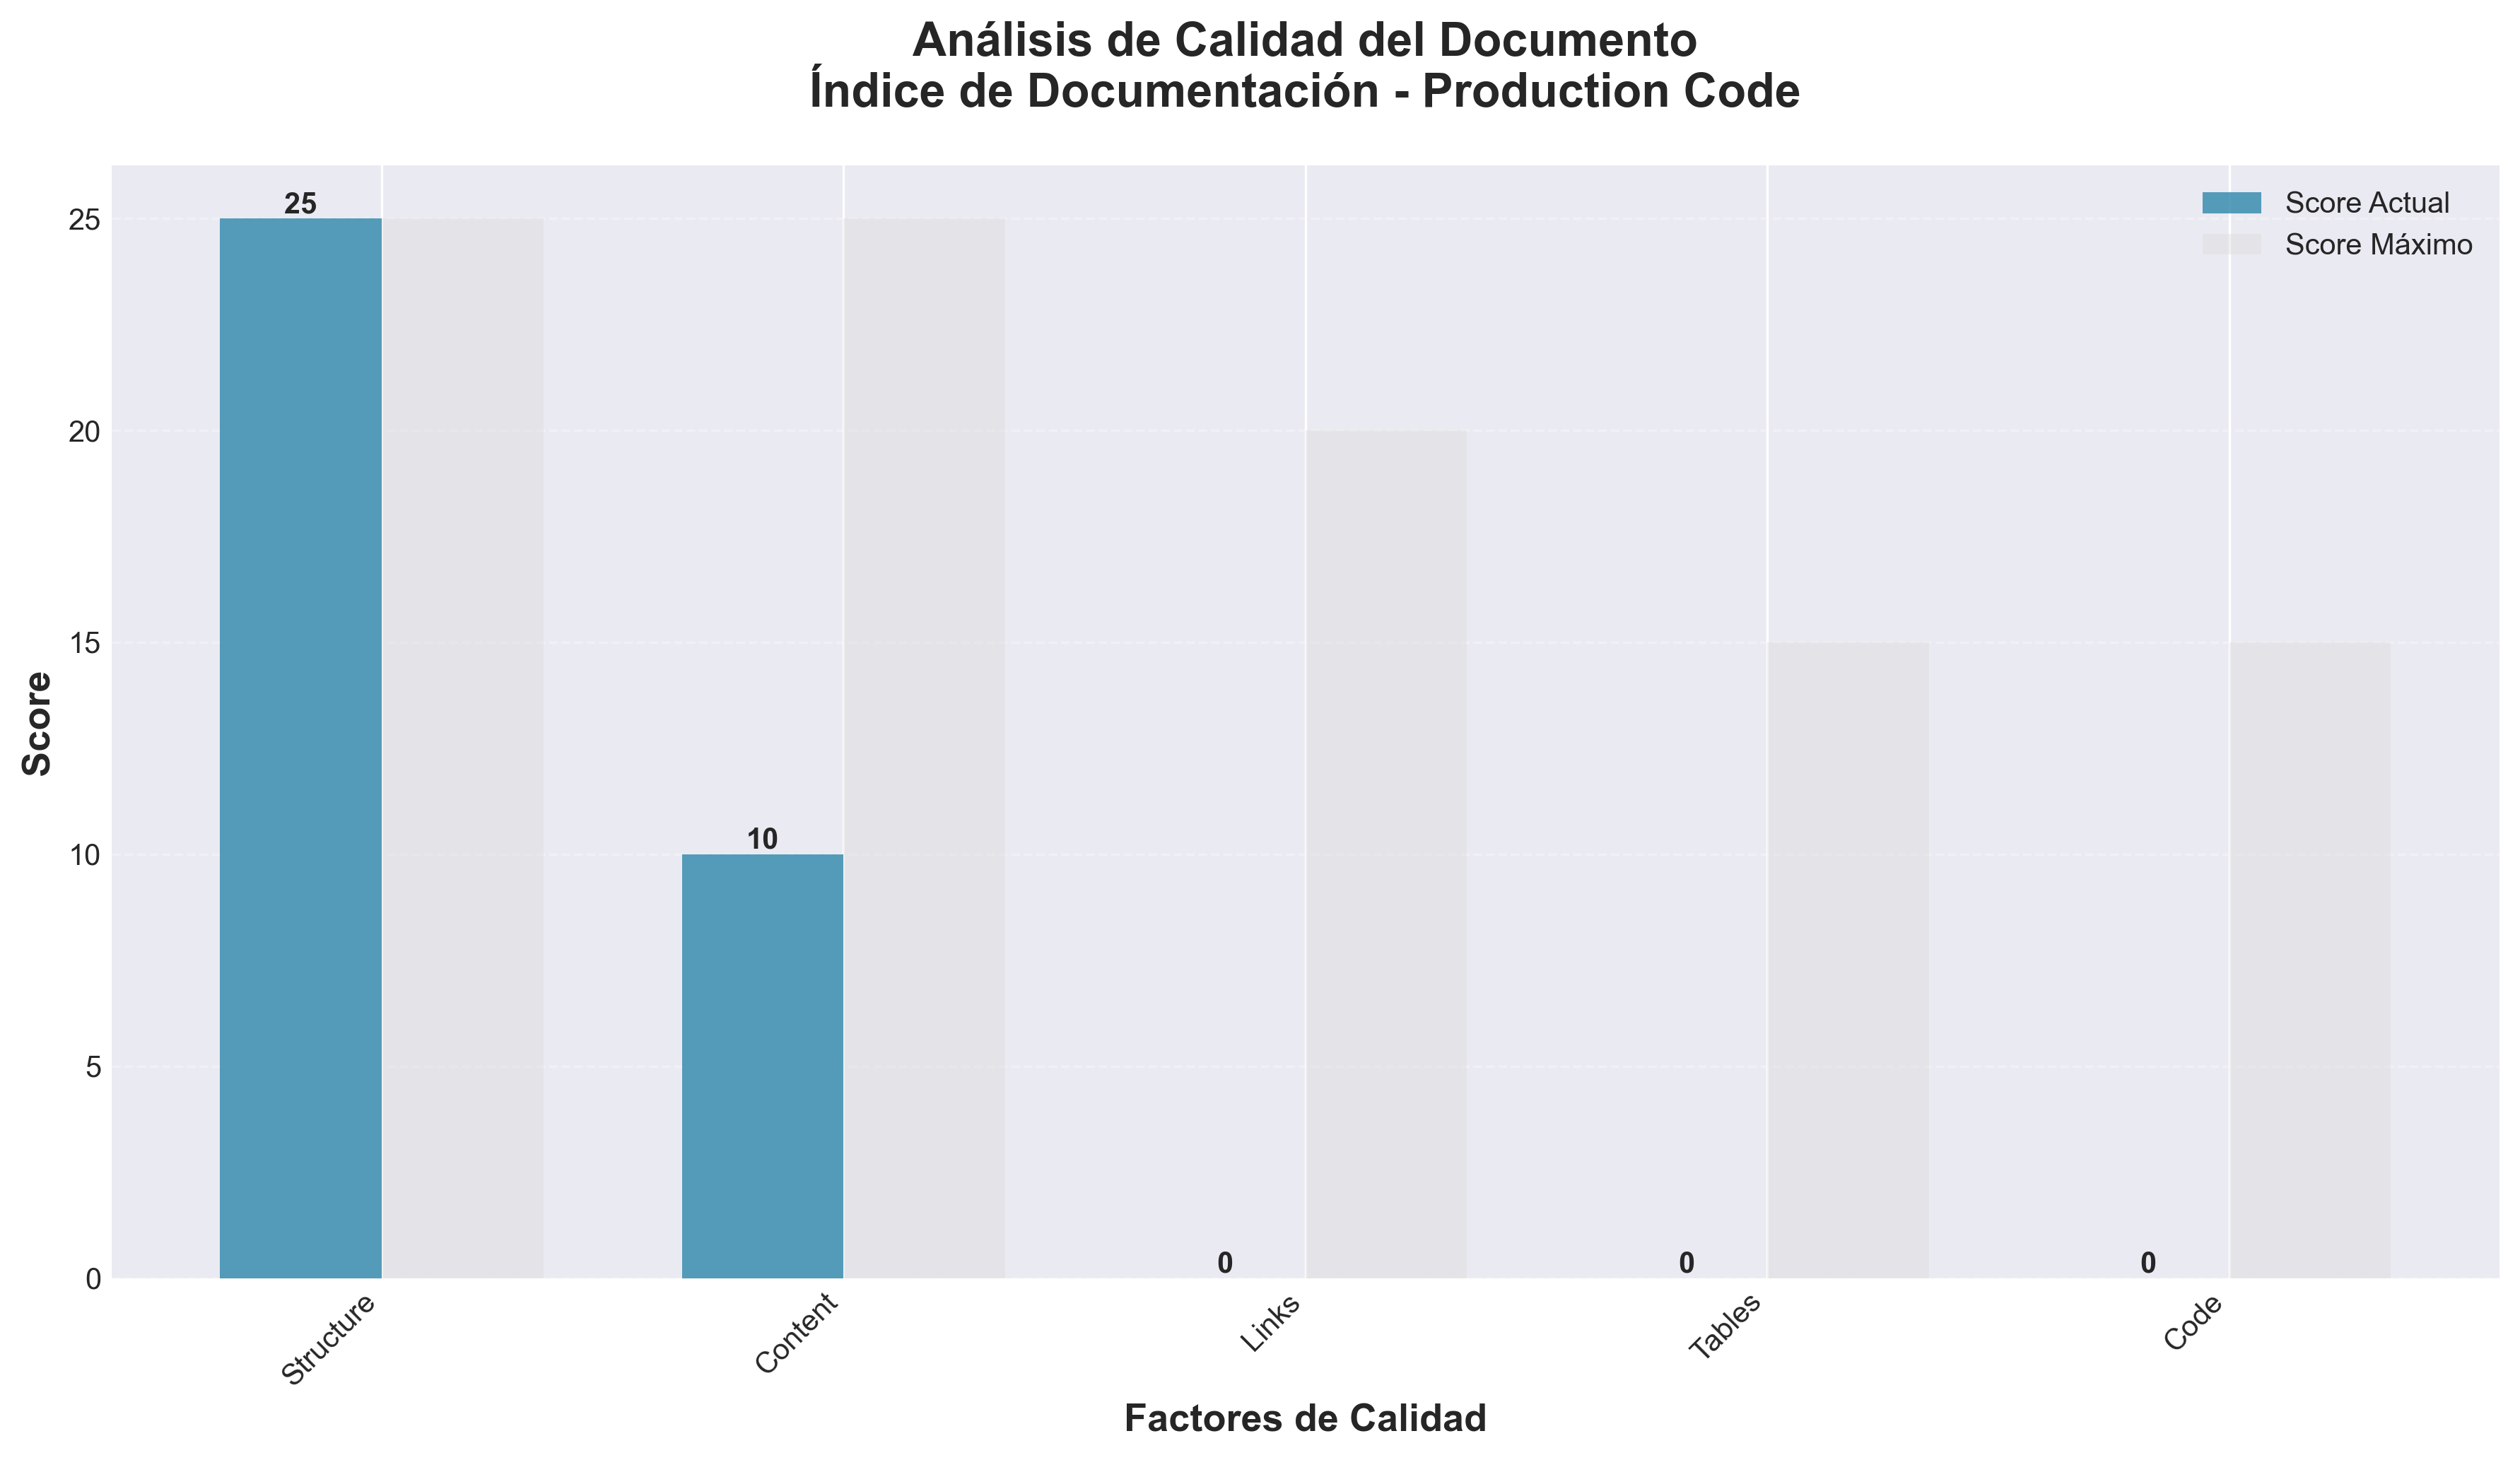 Análisis de Calidad del Documento
Índice de Documentación - Production Code
Score Actual
Score Máximo
Score
25
20
15
10
5
0
25
10
0
0
0
Structure
Content
Links
Tables
Code
Factores de Calidad